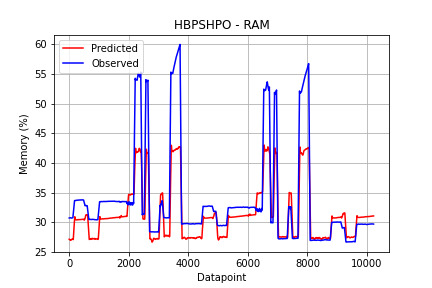 HBPSHPO - RAM
Predicted
Observed
Memory (%)
60
55
50
45
40
35
30
25
0
2000
4000
6000
8000
10000
Datapoint